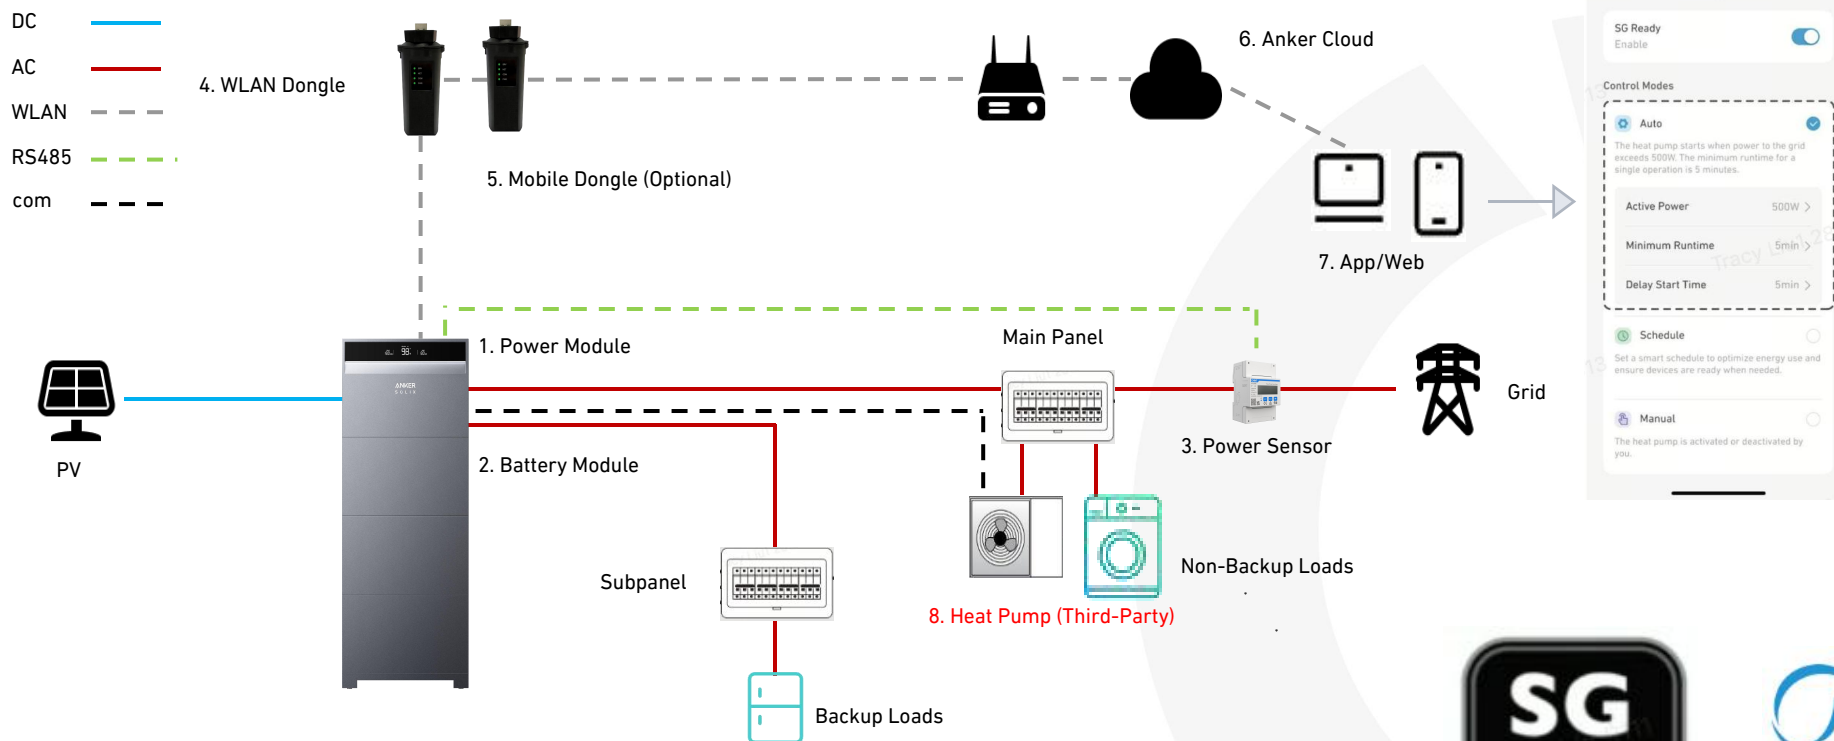 DC
AC
WLAN
RS485
com
4. WLAN Dongle
5. Mobile Dongle (Optional)
6. Anker Cloud
7. App/Web
SG Ready
Enable
Control Modes
Auto
The heat pump starts when power to the grid
exceeds 500W. The minimum runtime for a
single operation is 5 minutes.
Active Power 500W >
Minimum Runtime 5min >
Delay Start Time 5min >
Schedule
Set a smart schedule to optimize energy use and
ensure devices are ready when needed.
Manual
The heat pump is activated or deactivated by
you.
1. Power Module
Main Panel
98
ANKER
SOLIX
PV
2. Battery Module
3. Power Sensor
Grid
Subpanel
Non-Backup Loads
8. Heat Pump (Third-Party)
Backup Loads
SG